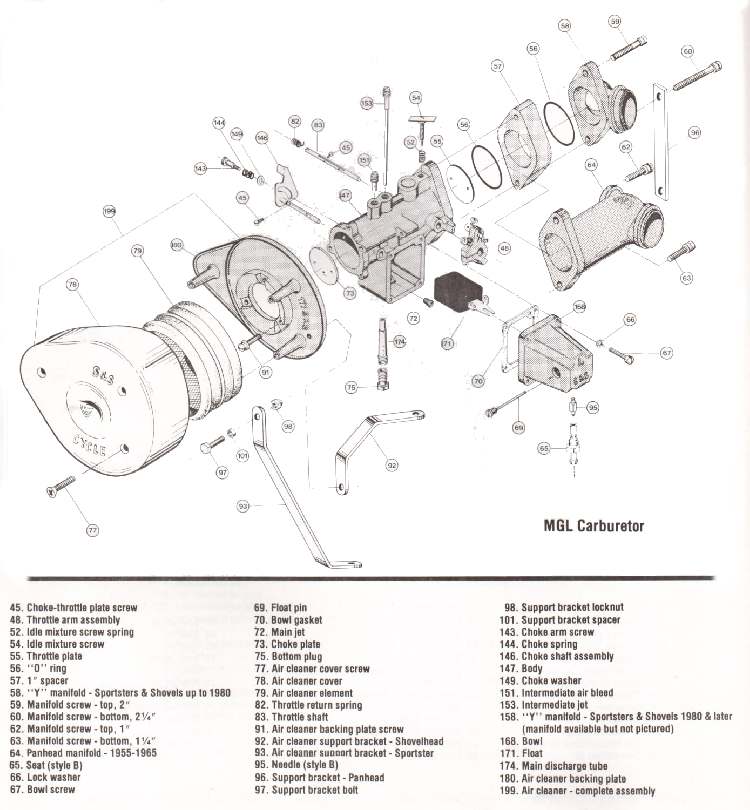 58
59
56
60
57
153
54
82
83
144
149
146
45
151
52
55
56
96
62
64
143
45
147
199
79
180
48
63
78
73
158
66
72
171
174
67
70
91
75
S&S
CYCLE
S&S
69
95
98
65
101
97
92
93
77
MGL Carburetor
45. Choke-throttle plate screw
48. Throttle arm assembly
52. Idle mixture screw spring
54. Idle mixture screw
55. Throttle plate
56. "O" ring
57. 1" spacer
58. "Y" manifold - Sportsters & Shovels up to 1980
59. Manifold screw - top, 2"
60. Manifold screw - bottom, 2¼"
62. Manifold screw - top, 1"
63. Manifold screw - bottom, 1¼"
64. Panhead manifold - 1955-1965
65. Seat (style B)
66. Lock washer
67. Bowl screw
69. Float pin
70. Bowl gasket
72. Main jet
73. Choke plate
75. Bottom plug
77. Air cleaner cover screw
78. Air cleaner cover
79. Air cleaner element
82. Throttle return spring
83. Throttle shaft
91. Air cleaner backing plate screw
92. Air cleaner support bracket - Shovelhead
93. Air cleaner support bracket - Sportster
95. Needle (style B)
96. Support bracket - Panhead
97. Support bracket bolt
98. Support bracket locknut
101. Support bracket spacer
143. Choke arm screw
144. Choke spring
146. Choke shaft assembly
147. Body
149. Choke washer
151. Intermediate air bleed
153. Intermediate jet
158. "Y" manifold - Sportsters & Shovels 1980 & later
(manifold available but not pictured)
168. Bowl
171. Float
174. Main discharge tube
180. Air cleaner backing plate
199. Air cleaner - complete assembly